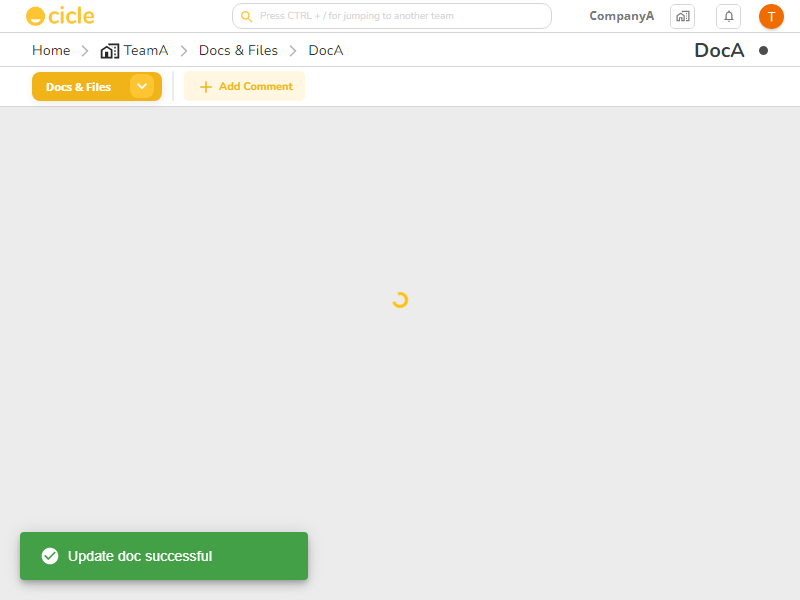 cicle
Press CTRL + / for jumping to another team
CompanyA
T
Home
TeamA
Docs & Files
DocA
DocA
Docs & Files
Add Comment
Update doc successful